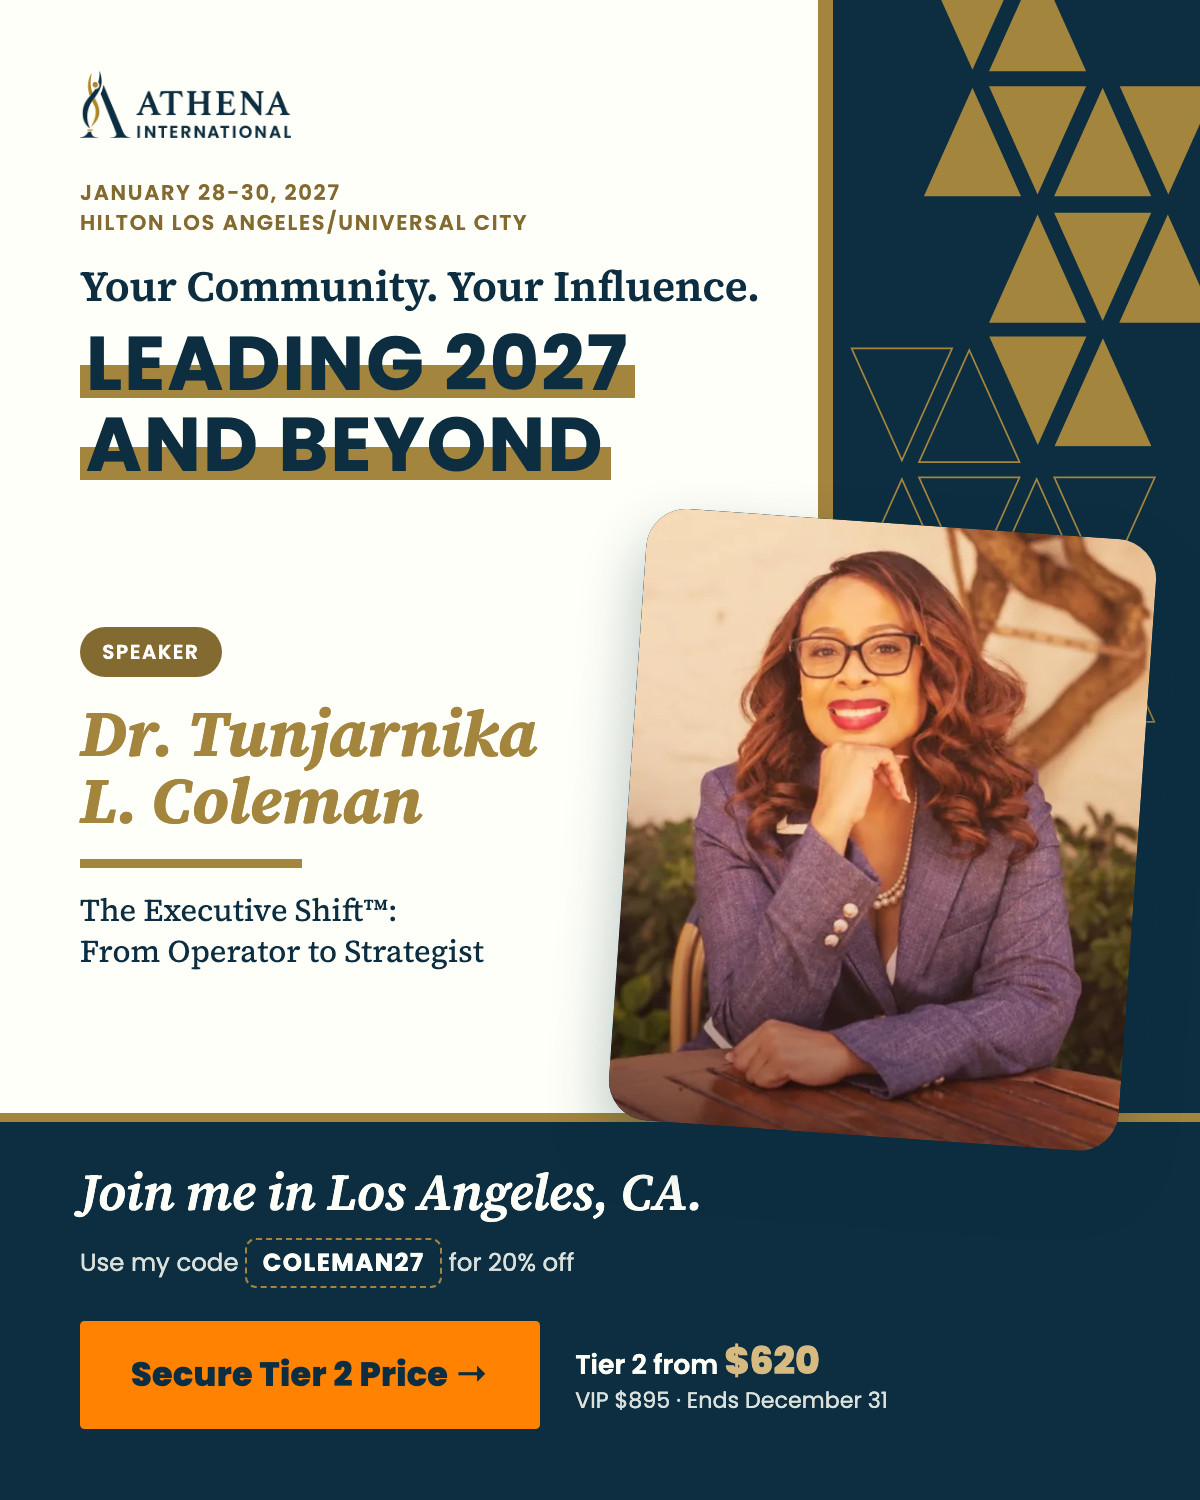 ATHENA
INTERNATIONAL
JANUARY 28-30, 2027
HILTON LOS ANGELES/UNIVERSAL CITY
Your Community. Your Influence.
LEADING 2027
AND BEYOND
SPEAKER
Dr. Tunjarnika
L. Coleman
The Executive Shift™:
From Operator to Strategist
Join me in Los Angeles, CA.
Use my code COLEMAN27 for 20% off
Secure Tier 2 Price →
Tier 2 from $620
VIP $895 · Ends December 31